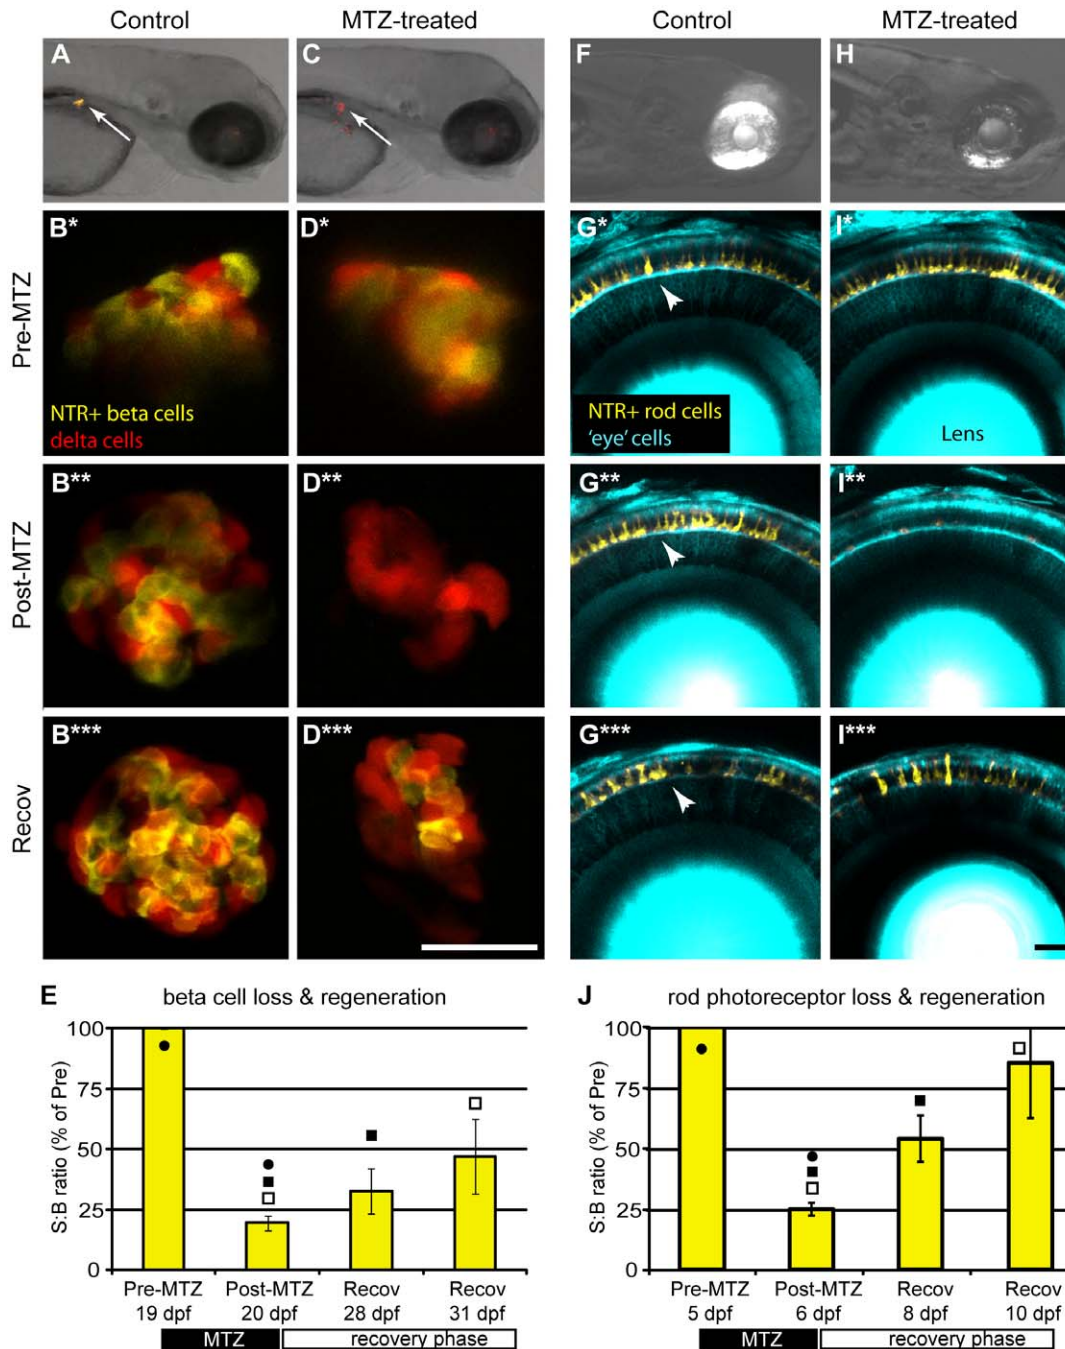 Control
MTZ-treated
Control
MTZ-treated
A
C
F
H
Pre-MTZ
B*
D*
G*
I*
NTR+ beta cells
delta cells
NTR+ rod cells
'eye' cells
Lens
Post-MTZ
B**
D**
G**
I**
Recov
B***
D***
G***
I***
E
beta cell loss & regeneration
S:B ratio (% of Pre)
100
75
50
25
0
Pre-MTZ
19 dpf
Post-MTZ
20 dpf
Recov
28 dpf
Recov
31 dpf
MTZ
recovery phase
J
rod photoreceptor loss & regeneration
S:B ratio (% of Pre)
100
75
50
25
0
Pre-MTZ
5 dpf
Post-MTZ
6 dpf
Recov
8 dpf
Recov
10 dpf
MTZ
recovery phase